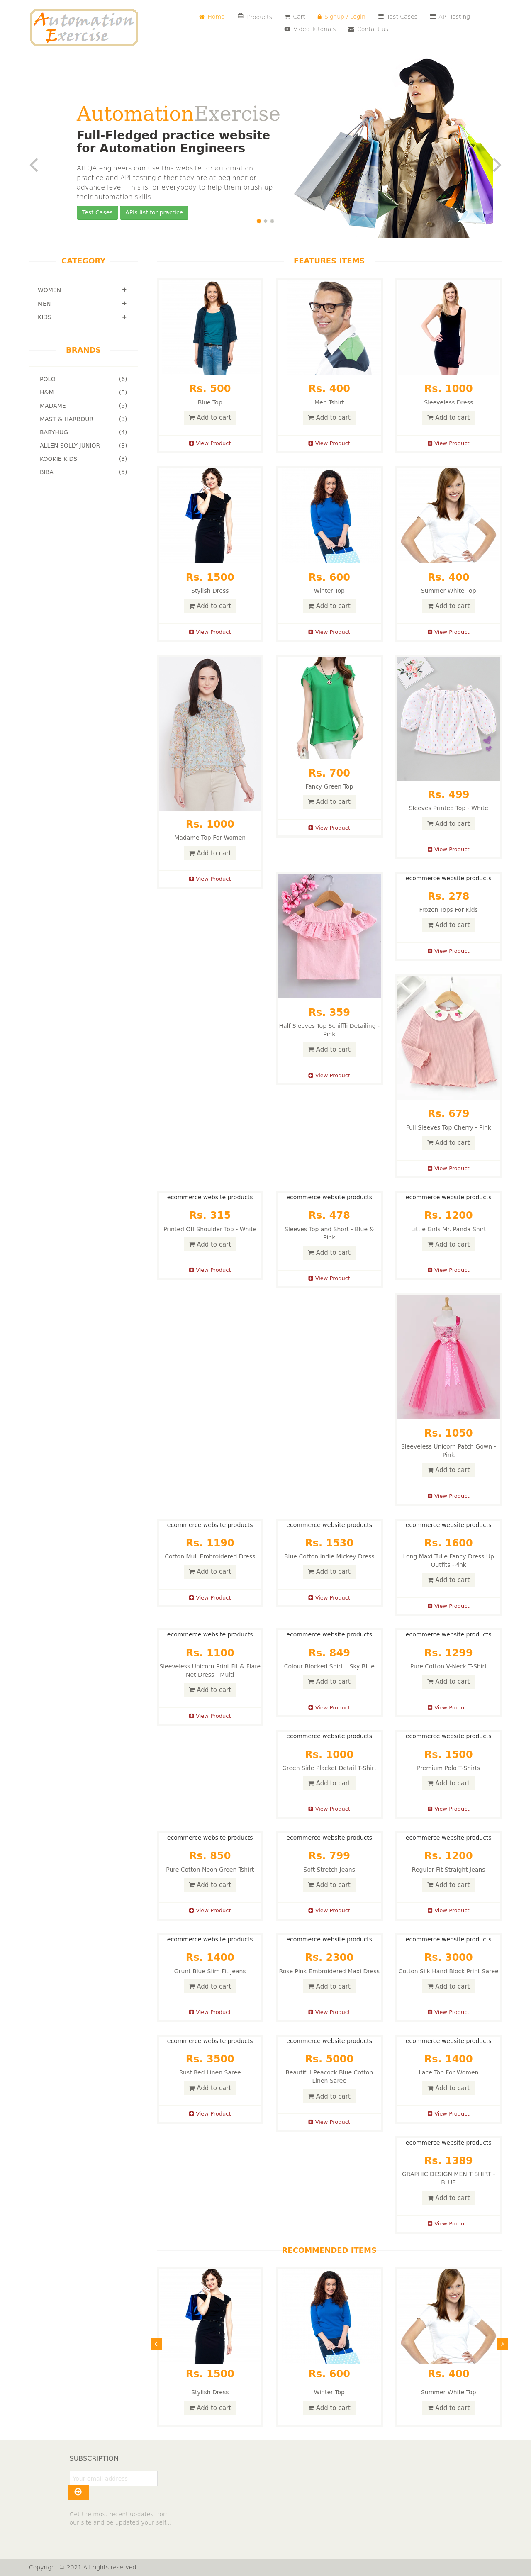 Automation
Exercise
Home
Products
Cart
Signup / Login
Test Cases
API Testing
Video Tutorials
Contact us
AutomationExercise
Full-Fledged practice website
for Automation Engineers
All QA engineers can use this website for automation
practice and API testing either they are at beginner or
advance level. This is for everybody to help them brush up
their automation skills.
Test Cases
APIs list for practice
CATEGORY
WOMEN
MEN
KIDS
BRANDS
POLO (6)
H&M (5)
MADAME (5)
MAST & HARBOUR (3)
BABYHUG (4)
ALLEN SOLLY JUNIOR (3)
KOOKIE KIDS (3)
BIBA (5)
FEATURES ITEMS
Rs. 500
Blue Top
Add to cart
View Product
Rs. 400
Men Tshirt
Add to cart
View Product
Rs. 1000
Sleeveless Dress
Add to cart
View Product
Rs. 1500
Stylish Dress
Add to cart
View Product
Rs. 600
Winter Top
Add to cart
View Product
Rs. 400
Summer White Top
Add to cart
View Product
Rs. 1000
Madame Top For Women
Add to cart
View Product
Rs. 700
Fancy Green Top
Add to cart
View Product
Rs. 499
Sleeves Printed Top - White
Add to cart
View Product
Rs. 359
Half Sleeves Top Schiffli Detailing -
Pink
Add to cart
View Product
ecommerce website products
Rs. 278
Frozen Tops For Kids
Add to cart
View Product
Rs. 679
Full Sleeves Top Cherry - Pink
Add to cart
View Product
ecommerce website products
Rs. 315
Printed Off Shoulder Top - White
Add to cart
View Product
ecommerce website products
Rs. 478
Sleeves Top and Short - Blue &
Pink
Add to cart
View Product
ecommerce website products
Rs. 1200
Little Girls Mr. Panda Shirt
Add to cart
View Product
Rs. 1050
Sleeveless Unicorn Patch Gown -
Pink
Add to cart
View Product
ecommerce website products
Rs. 1190
Cotton Mull Embroidered Dress
Add to cart
View Product
ecommerce website products
Rs. 1530
Blue Cotton Indie Mickey Dress
Add to cart
View Product
ecommerce website products
Rs. 1600
Long Maxi Tulle Fancy Dress Up
Outfits -Pink
Add to cart
View Product
ecommerce website products
Rs. 1100
Sleeveless Unicorn Print Fit & Flare
Net Dress - Multi
Add to cart
View Product
ecommerce website products
Rs. 849
Colour Blocked Shirt – Sky Blue
Add to cart
View Product
ecommerce website products
Rs. 1299
Pure Cotton V-Neck T-Shirt
Add to cart
View Product
ecommerce website products
Rs. 1000
Green Side Placket Detail T-Shirt
Add to cart
View Product
ecommerce website products
Rs. 1500
Premium Polo T-Shirts
Add to cart
View Product
ecommerce website products
Rs. 850
Pure Cotton Neon Green Tshirt
Add to cart
View Product
ecommerce website products
Rs. 799
Soft Stretch Jeans
Add to cart
View Product
ecommerce website products
Rs. 1200
Regular Fit Straight Jeans
Add to cart
View Product
ecommerce website products
Rs. 1400
Grunt Blue Slim Fit Jeans
Add to cart
View Product
ecommerce website products
Rs. 2300
Rose Pink Embroidered Maxi Dress
Add to cart
View Product
ecommerce website products
Rs. 3000
Cotton Silk Hand Block Print Saree
Add to cart
View Product
ecommerce website products
Rs. 3500
Rust Red Linen Saree
Add to cart
View Product
ecommerce website products
Rs. 5000
Beautiful Peacock Blue Cotton
Linen Saree
Add to cart
View Product
ecommerce website products
Rs. 1400
Lace Top For Women
Add to cart
View Product
ecommerce website products
Rs. 1389
GRAPHIC DESIGN MEN T SHIRT -
BLUE
Add to cart
View Product
RECOMMENDED ITEMS
Rs. 1500
Stylish Dress
Add to cart
Rs. 600
Winter Top
Add to cart
Rs. 400
Summer White Top
Add to cart
SUBSCRIPTION
Your email address
Get the most recent updates from
our site and be updated your self...
Copyright © 2021 All rights reserved